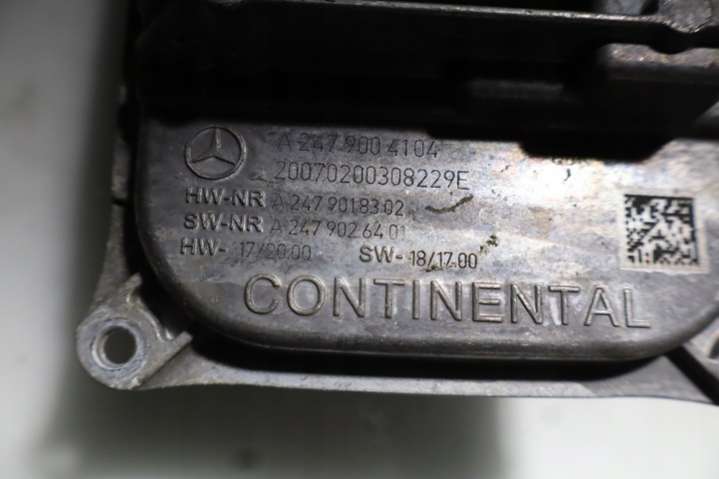 A 247 900 4104
20070200308229E
HW-NR A 247 901 83 02
SW-NR A 247 902 64 01
HW- 17/20.00 SW- 18/17.00
CONTINENTAL